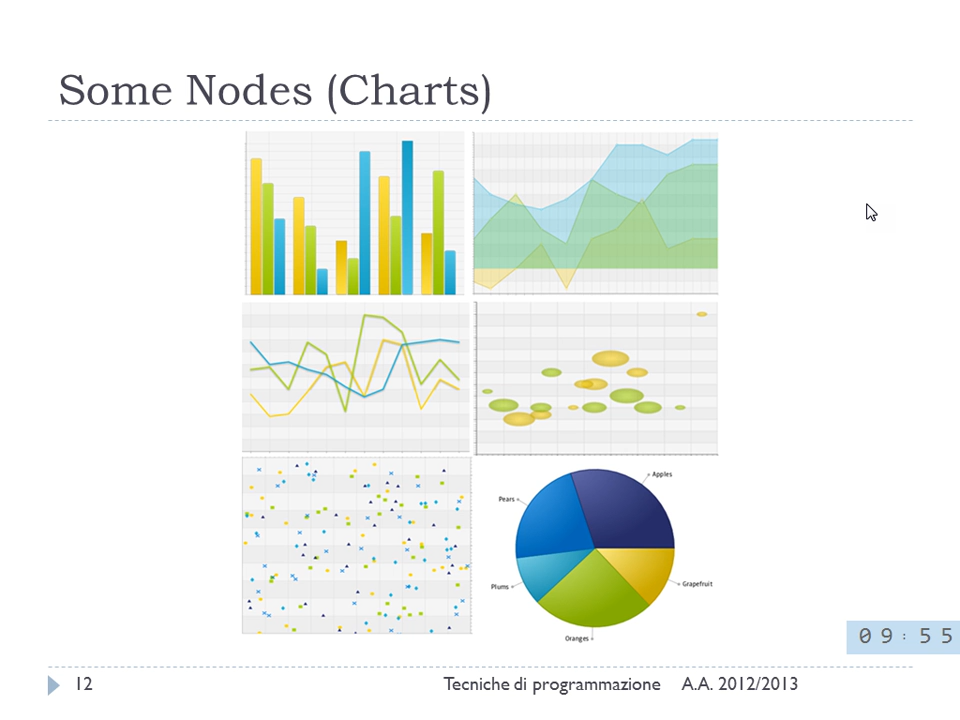 Some Nodes (Charts)
Apples
Pears
Plums
Grapefruit
Oranges
09:55
12
Tecniche di programmazione
A.A. 2012/2013